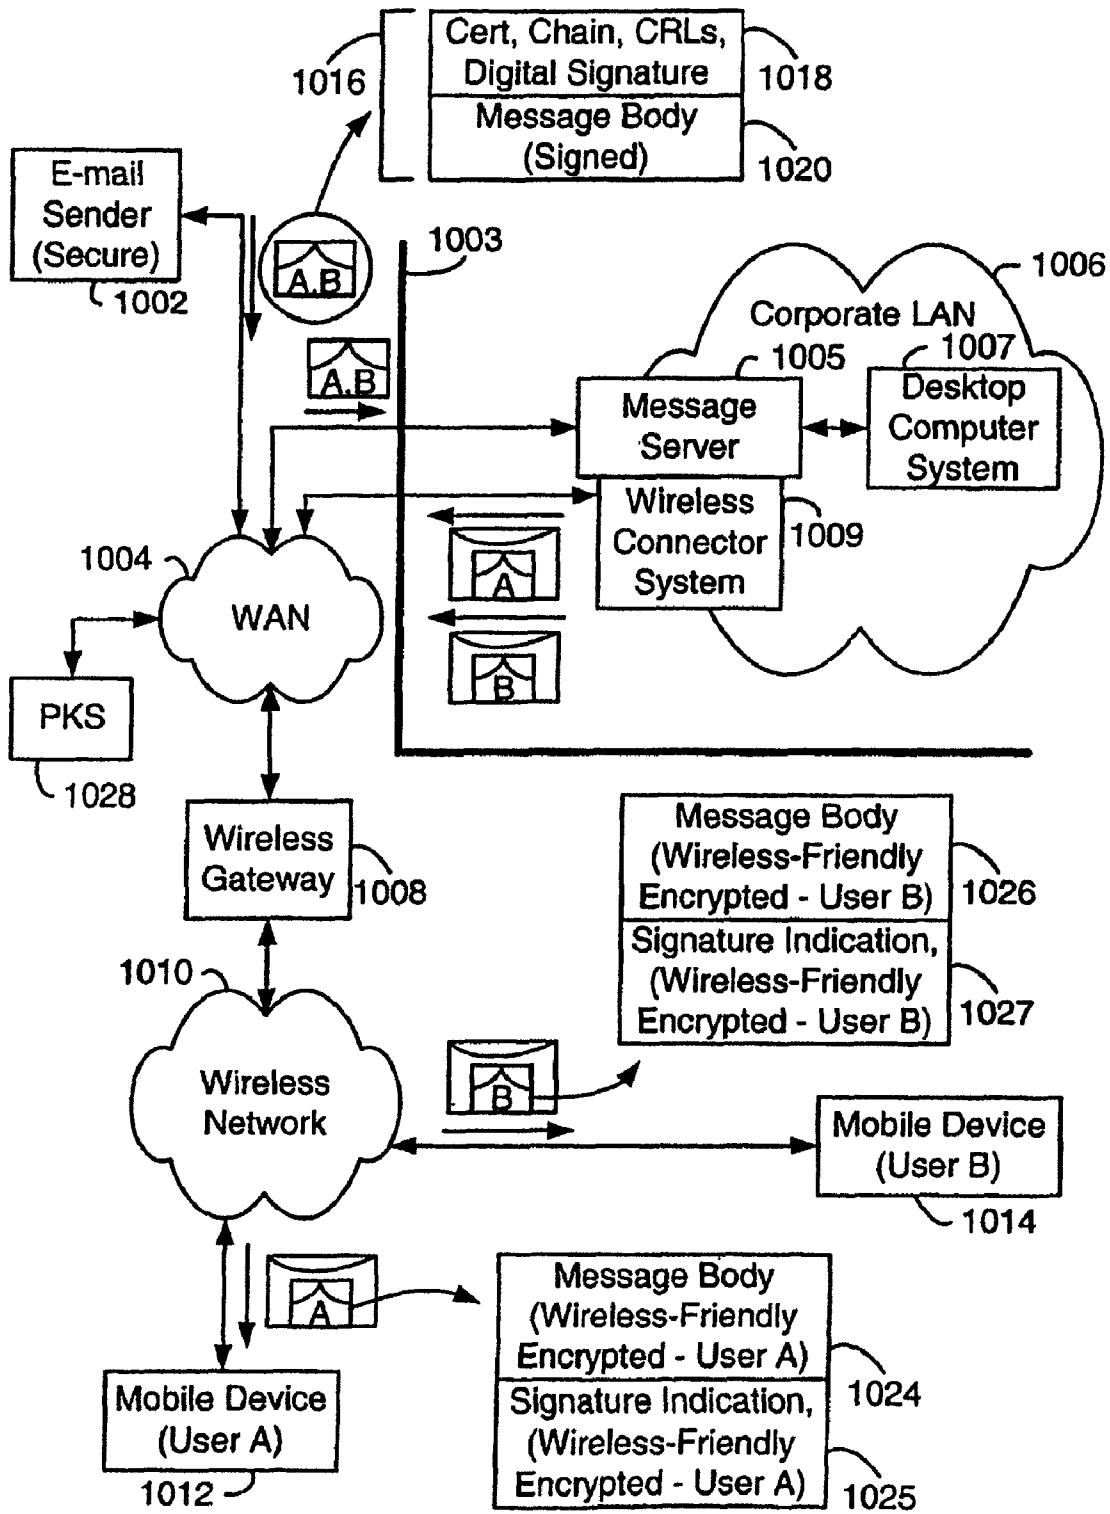 1016
Cert, Chain, CRLs,
Digital Signature
1018
Message Body
(Signed)
1020
E-mail
Sender
(Secure)
1002
A,B
A,B
1003
1006
Corporate LAN
1005
1007
Message
Server
Desktop
Computer
System
Wireless
Connector
System
1009
A
B
1004
WAN
PKS
1028
Wireless
Gateway
1008
Message Body
(Wireless-Friendly
Encrypted - User B)
1026
Signature Indication,
(Wireless-Friendly
Encrypted - User B)
1027
1010
Wireless
Network
B
Mobile Device
(User B)
1014
A
Message Body
(Wireless-Friendly
Encrypted - User A)
1024
Signature Indication,
(Wireless-Friendly
Encrypted - User A)
1025
Mobile Device
(User A)
1012